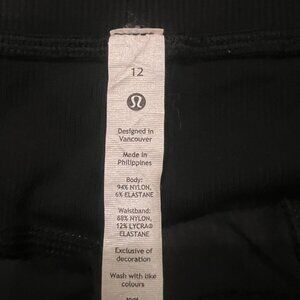 12
Designed in
Vancouver
Made in
Philippines
Body:
94% NYLON,
6% ELASTANE
Waistband:
88% NYLON,
12% LYCRA®
ELASTANE
Exclusive of
decoration
Wash with like
colours